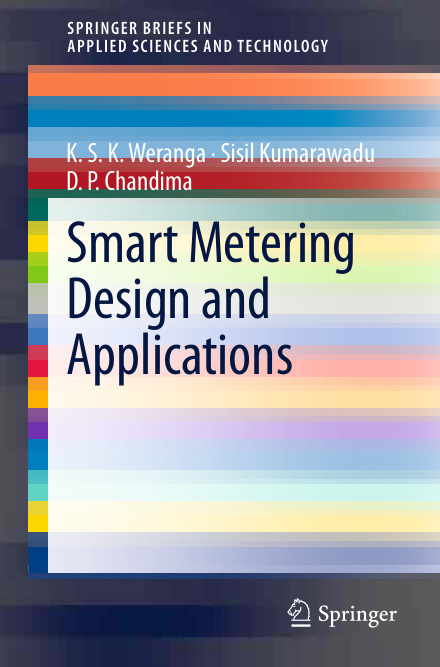 SPRINGER BRIEFS IN
APPLIED SCIENCES AND TECHNOLOGY
K. S. K. Weranga · Sisil Kumarawadu
D. P. Chandima
Smart Metering
Design and
Applications
Springer